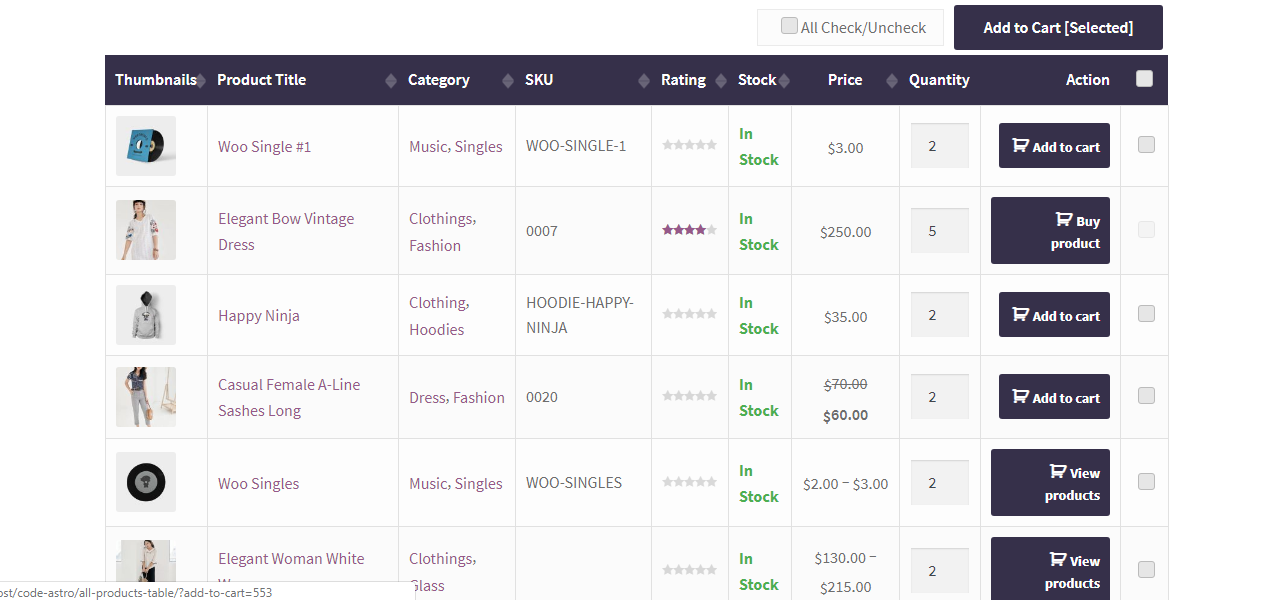 All Check/Uncheck
Add to Cart [Selected]
Thumbnails Product Title Category SKU Rating Stock Price Quantity Action
Woo Single #1 Music, Singles WOO-SINGLE-1 In Stock $3.00 2 Add to cart
Elegant Bow Vintage Dress Clothings, Fashion 0007 In Stock $250.00 5 Buy product
Happy Ninja Clothing, Hoodies HOODIE-HAPPY-NINJA In Stock $35.00 2 Add to cart
Casual Female A-Line Sashes Long Dress, Fashion 0020 In Stock $70.00 $60.00 2 Add to cart
Woo Singles Music, Singles WOO-SINGLES In Stock $2.00 – $3.00 2 View products
Elegant Woman White Clothings, Glass In Stock $130.00 – $215.00 2 View products
ost/code-astro/all-products-table/?add-to-cart=553